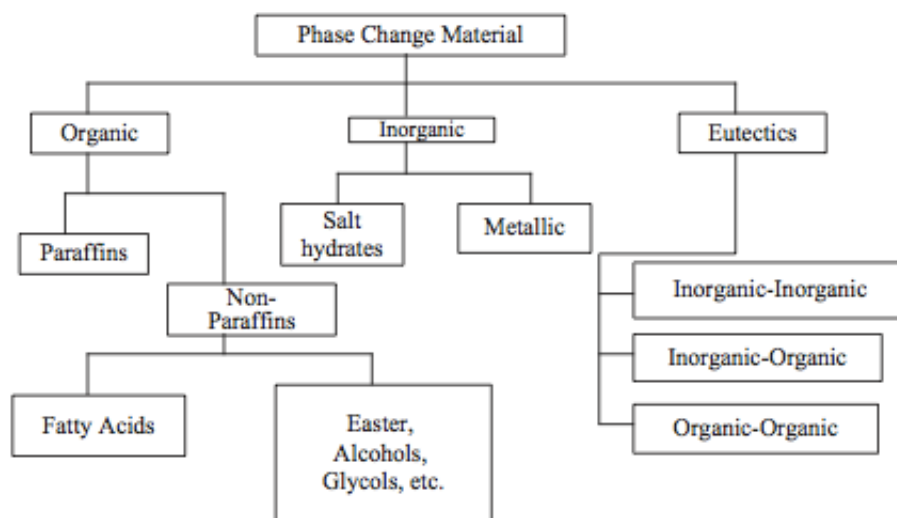 Phase Change Material
Organic
Inorganic
Eutectics
Paraffins
Salt
hydrates
Metallic
Non-
Paraffins
Inorganic-Inorganic
Inorganic-Organic
Organic-Organic
Fatty Acids
Easter,
Alcohols,
Glycols, etc.